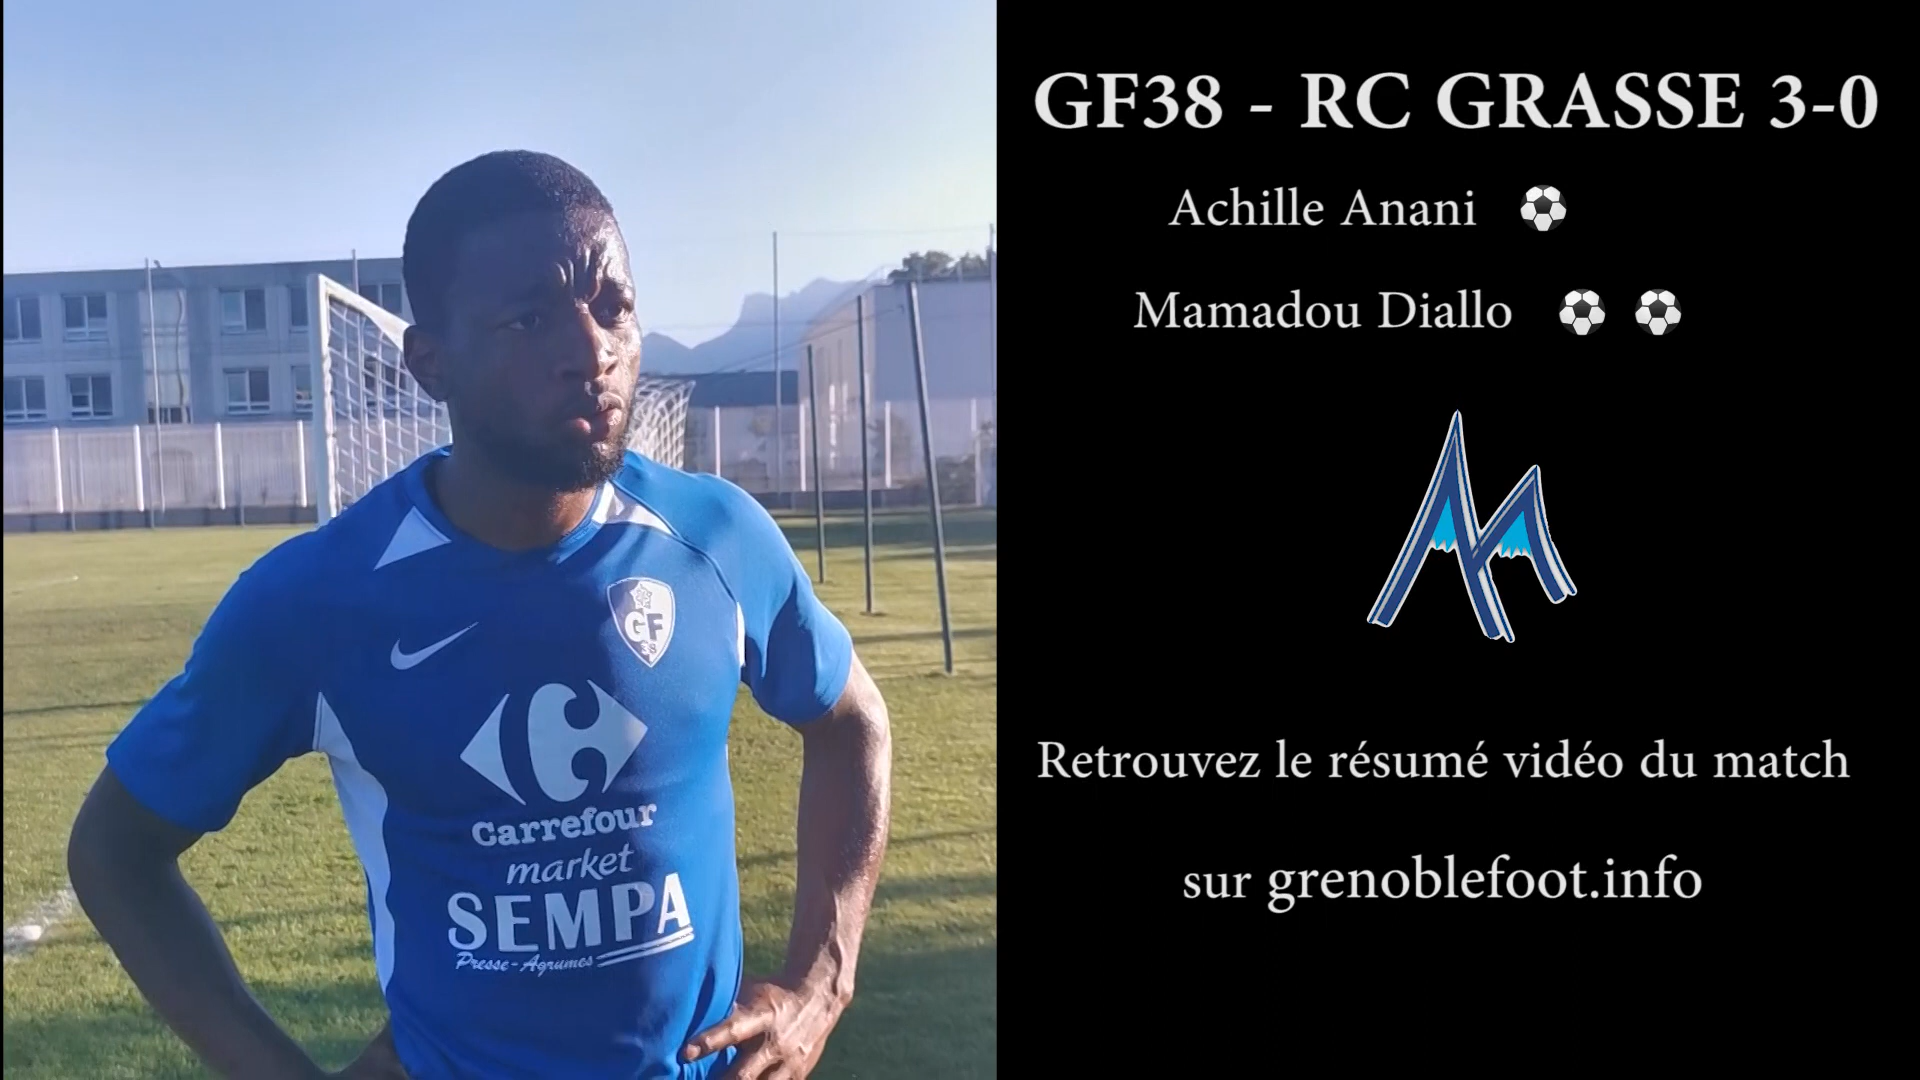 GF38 - RC GRASSE 3-0
Achille Anani
Mamadou Diallo
Retrouvez le résumé vidéo du match
sur grenoblefoot.info
GF
38
Carrefour
market
SEMPA
Presse-Agrumes